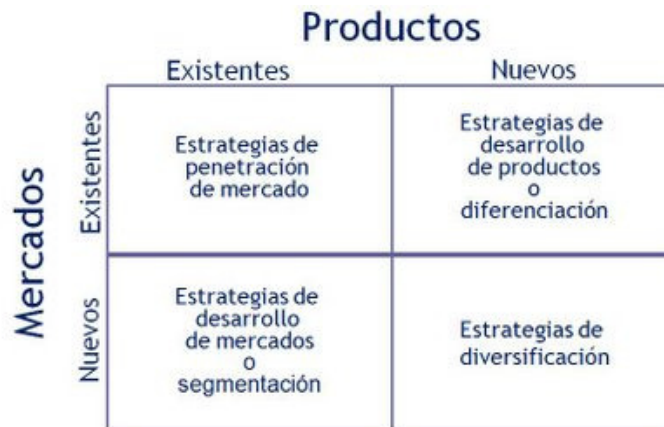 Productos
Existentes
Nuevos
Mercados
Existentes
Estrategias de
penetración
de mercado
Estrategias de
desarrollo
de productos
o
diferenciación
Nuevos
Estrategias de
desarrollo
de mercados
o
segmentación
Estrategias de
diversificación